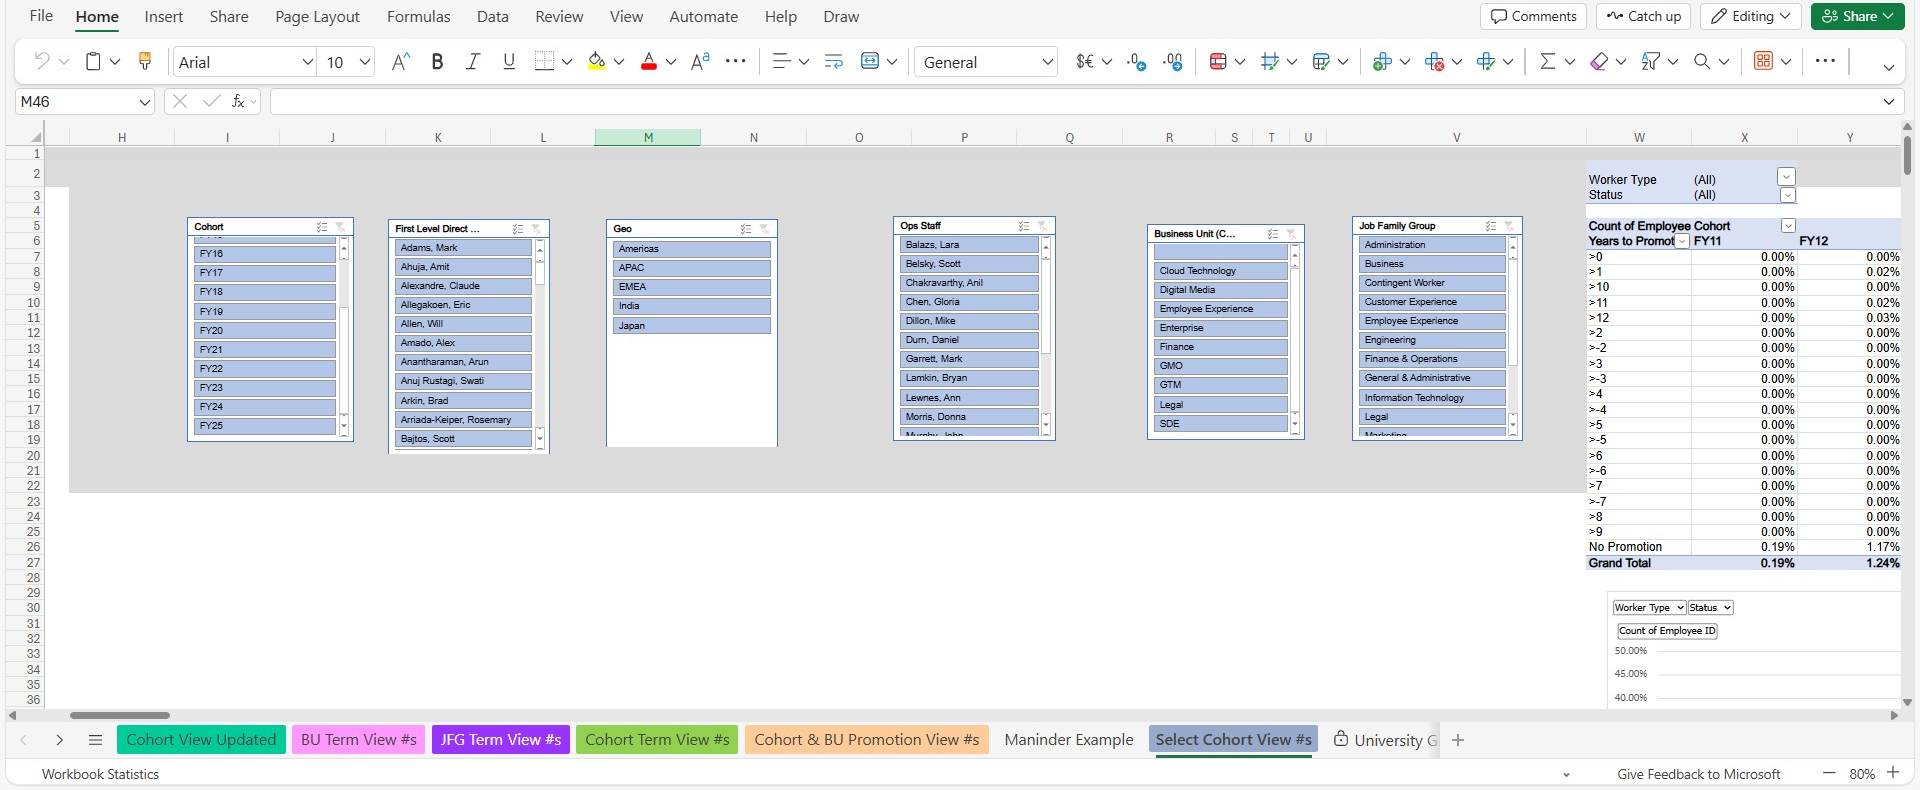 File Home Insert Share Page Layout Formulas Data Review View Automate Help Draw Comments Catch up Editing Share
Arial 10 B I U General
M46 fx
H I J K L M N O P Q R S T U V W X Y
1
2
3
4
5
6
7
8
9
10
11
12
13
14
15
16
17
18
19
20
21
22
23
24
25
26
27
28
29
30
31
32
33
34
35
36
Cohort
FY16
FY17
FY18
FY19
FY20
FY21
FY22
FY23
FY24
FY25
First Level Direct ...
Adams, Mark
Ahuja, Amit
Alexandre, Claude
Allegakoen, Eric
Allen, Will
Amado, Alex
Anantharaman, Arun
Anuj Rustagi, Swati
Arkin, Brad
Arriada-Keiper, Rosemary
Bajtos, Scott
Geo
Americas
APAC
EMEA
India
Japan
Ops Staff
Balazs, Lara
Belsky, Scott
Chakravarthy, Anil
Chen, Gloria
Dillon, Mike
Durn, Daniel
Garrett, Mark
Lamkin, Bryan
Lewnes, Ann
Morris, Donna
Murphy, John
Business Unit (C...
Cloud Technology
Digital Media
Employee Experience
Enterprise
Finance
GMO
GTM
Legal
SDE
Job Family Group
Administration
Business
Contingent Worker
Customer Experience
Employee Experience
Engineering
Finance & Operations
General & Administrative
Information Technology
Legal
Marketing
Worker Type (All)
Status (All)
Count of Employee Cohort
Years to Promot FY11 FY12
>0 0.00% 0.00%
>1 0.00% 0.02%
>10 0.00% 0.00%
>11 0.00% 0.02%
>12 0.00% 0.03%
>2 0.00% 0.00%
>-2 0.00% 0.00%
>3 0.00% 0.00%
>-3 0.00% 0.00%
>4 0.00% 0.00%
>-4 0.00% 0.00%
>5 0.00% 0.00%
>-5 0.00% 0.00%
>6 0.00% 0.00%
>-6 0.00% 0.00%
>7 0.00% 0.00%
>-7 0.00% 0.00%
>8 0.00% 0.00%
>9 0.00% 0.00%
No Promotion 0.19% 1.17%
Grand Total 0.19% 1.24%
Worker Type Status
Count of Employee ID
50.00%
45.00%
40.00%
Cohort View Updated BU Term View #s JFG Term View #s Cohort Term View #s Cohort & BU Promotion View #s Maninder Example Select Cohort View #s University G
Workbook Statistics Give Feedback to Microsoft 80%